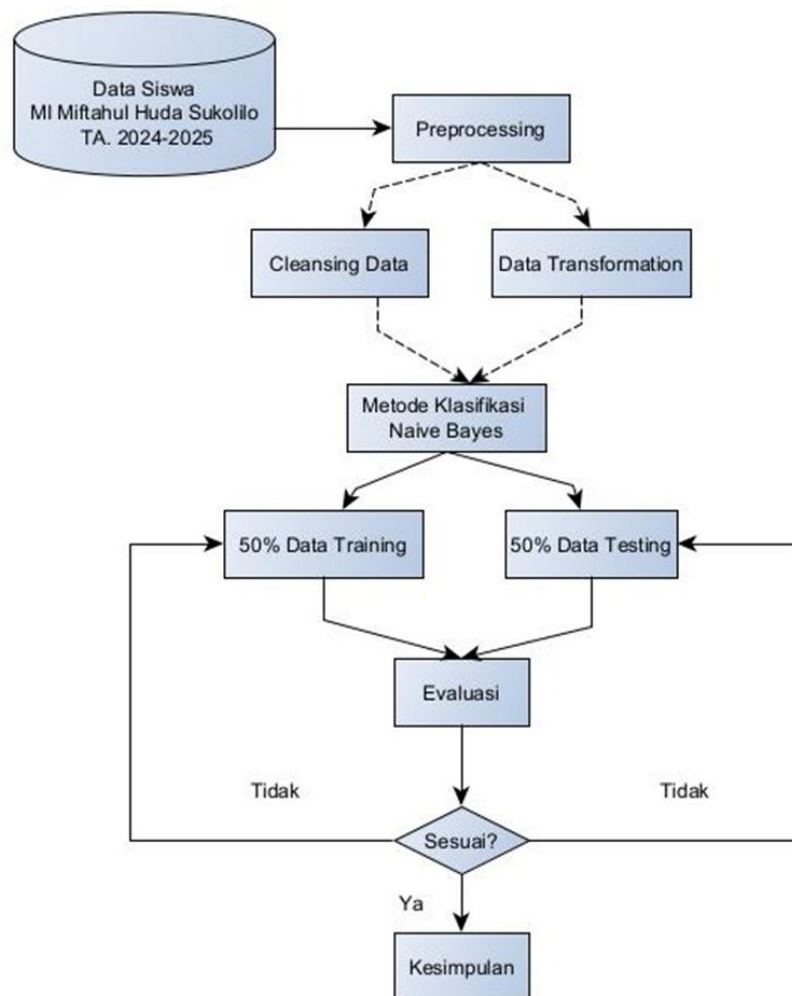 Data Siswa
MI Miftahul Huda Sukolilo
TA. 2024-2025
Preprocessing
Cleansing Data
Data Transformation
Metode Klasifikasi
Naive Bayes
50% Data Training
50% Data Testing
Evaluasi
Tidak
Tidak
Sesuai?
Ya
Kesimpulan